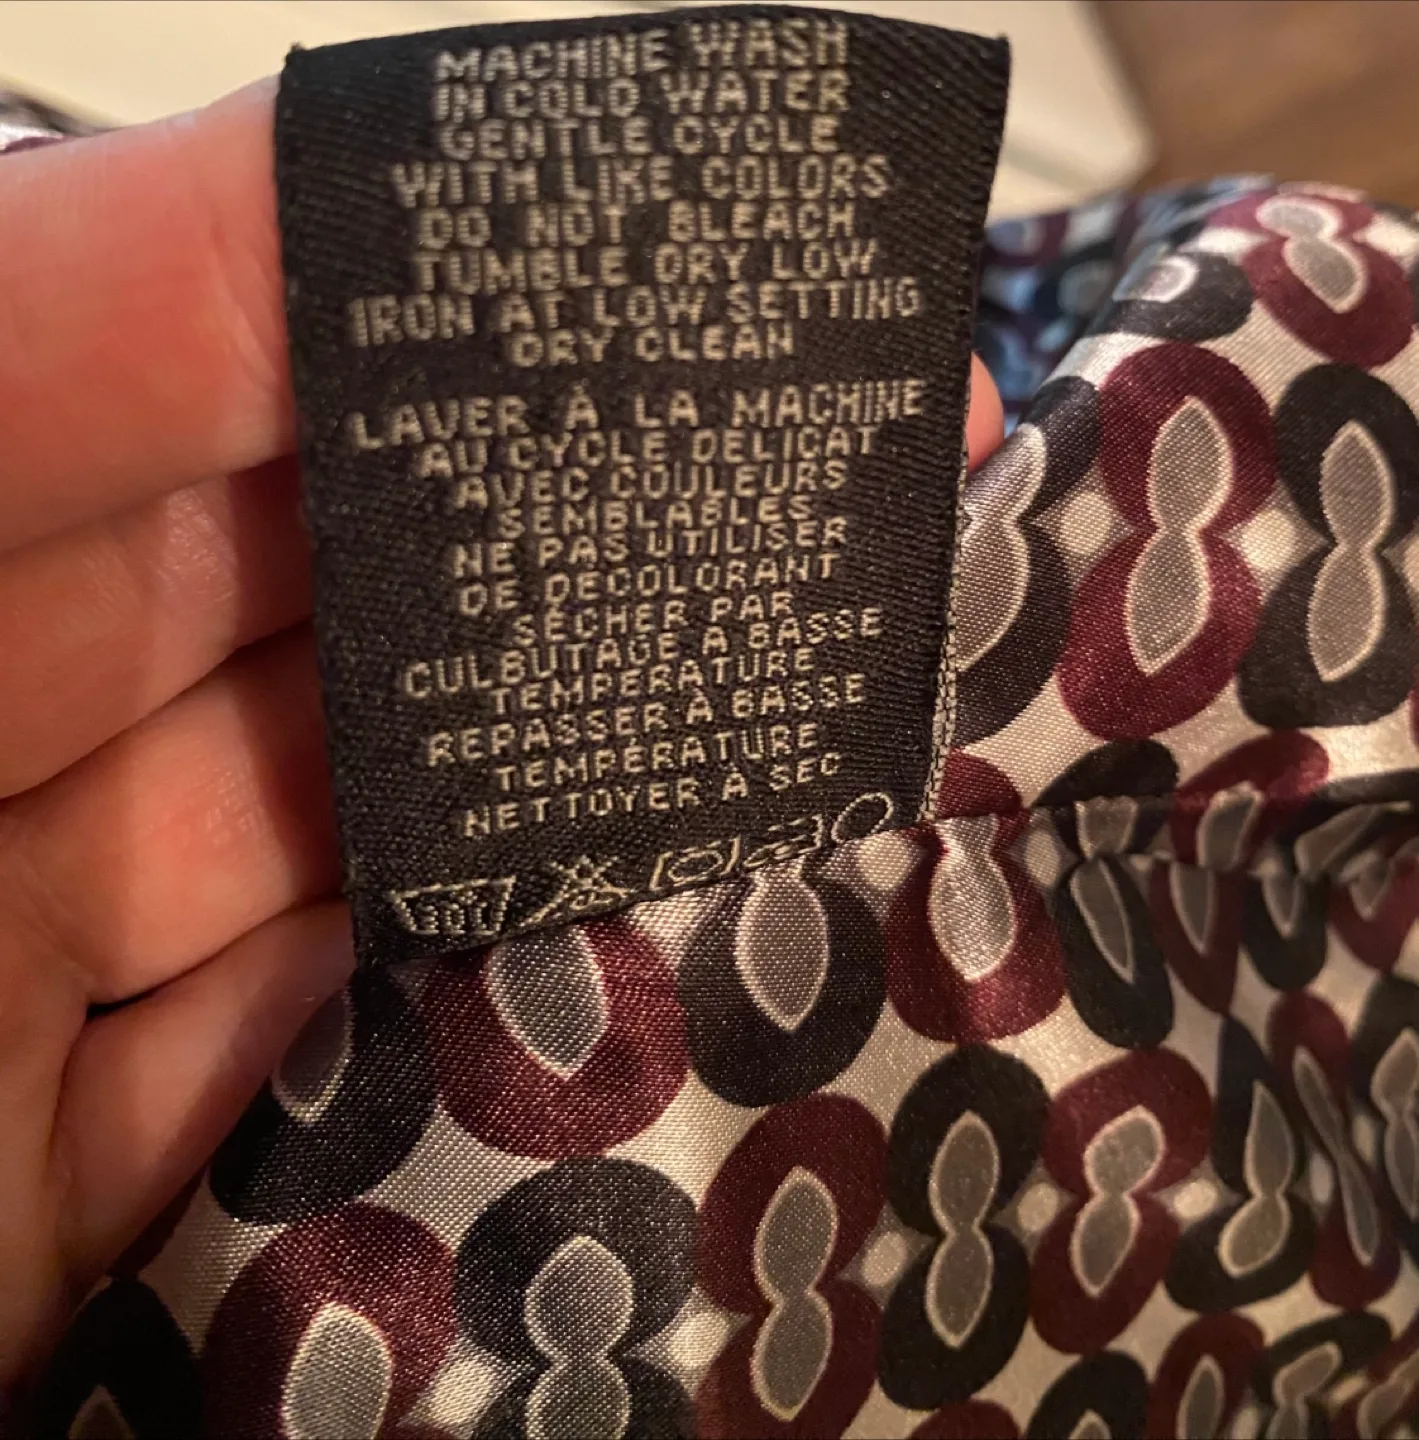 MACHINE WASH
IN COLD WATER
GENTLE CYCLE
WITH LIKE COLORS
DO NOT BLEACH
TUMBLE DRY LOW
IRON AT LOW SETTING
DRY CLEAN
LAVER À LA MACHINE
AU CYCLE DELICAT
AVEC COULEURS
SEMBLABLES
NE PAS UTILISER
DE DECOLORANT
SECHER PAR
CULBUTAGE A BASSE
TEMPERATURE
REPASSER À BASSE
TEMPÉRATURE
NETTOYER A SEC